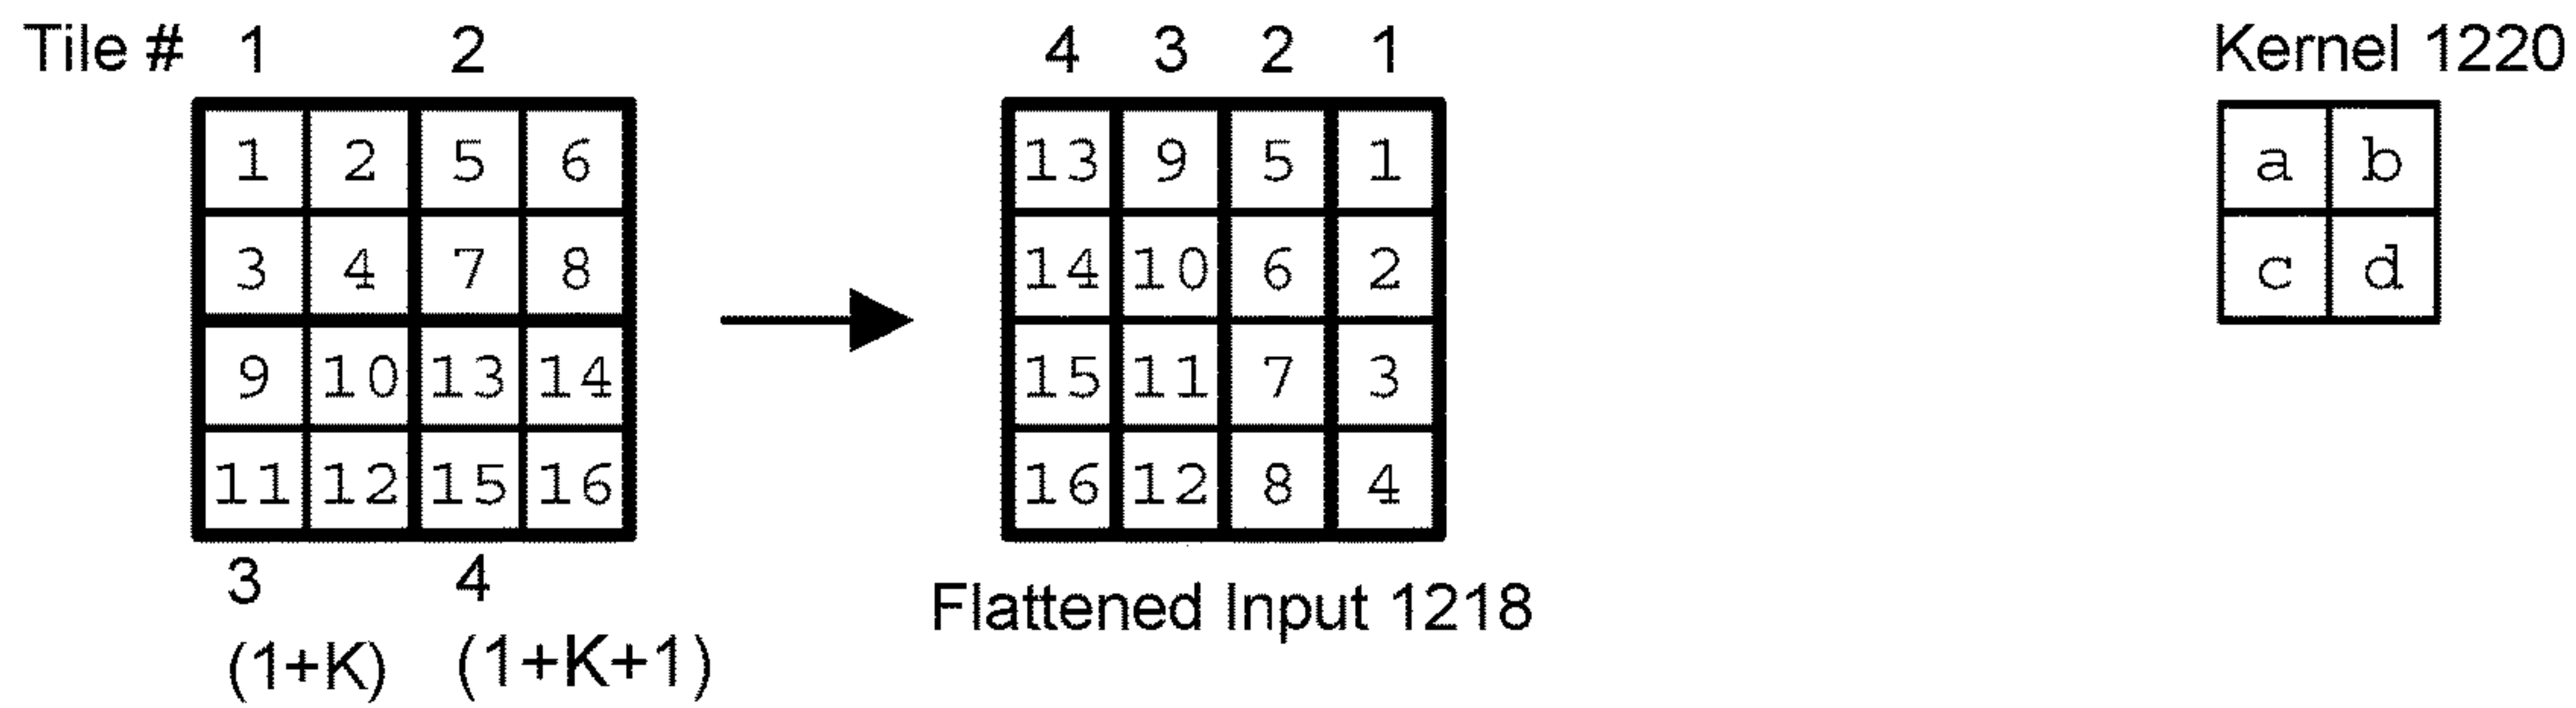 Tile # 1 2
1 2 5 6
3 4 7 8
9 10 13 14
11 12 15 16
3 4
(1+K) (1+K+1)
4 3 2 1
13 9 5 1
14 10 6 2
15 11 7 3
16 12 8 4
Flattened Input 1218
Kernel 1220
a b
c d